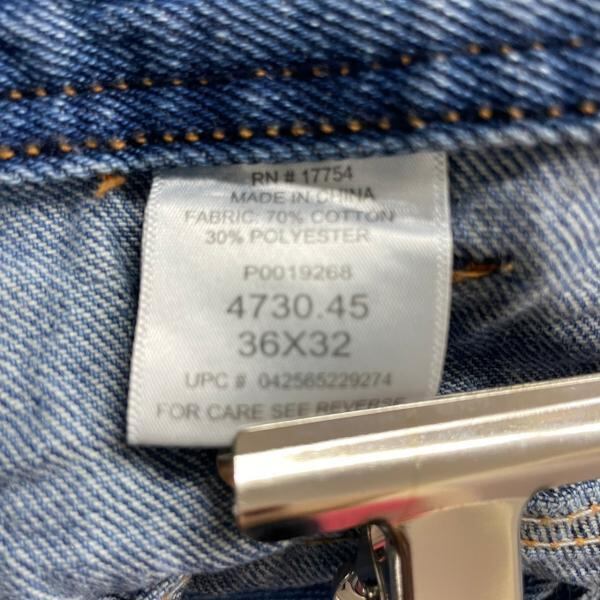 RN # 17754
MADE IN CHINA
FABRIC: 70% COTTON
30% POLYESTER
P0019268
4730.45
36X32
UPC # 042565229274
FOR CARE SEE REVERSE